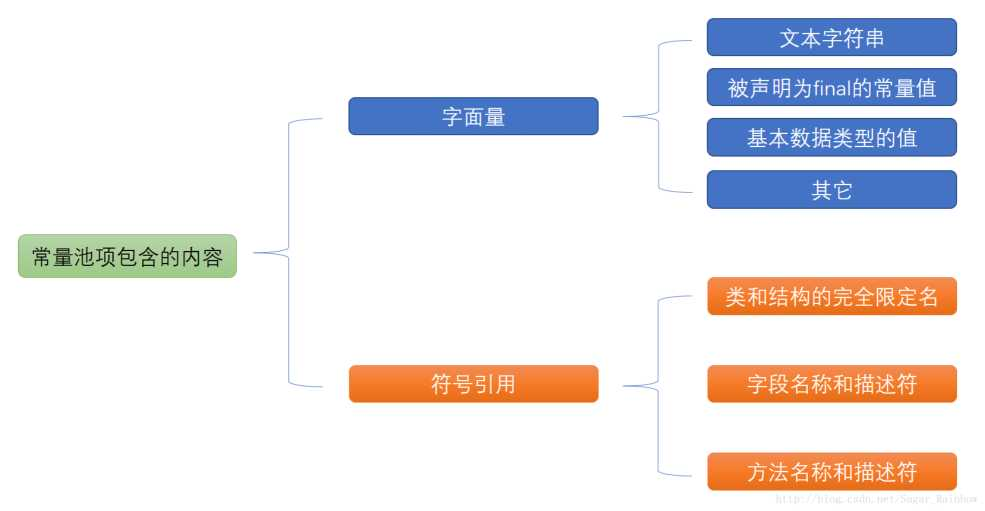 常量池项包含的内容
字面量
文本字符串
被声明为final的常量值
基本数据类型的值
其它
符号引用
类和结构的完全限定名
字段名称和描述符
方法名称和描述符
http://blog.csdn.net/Sugar_Rainbow